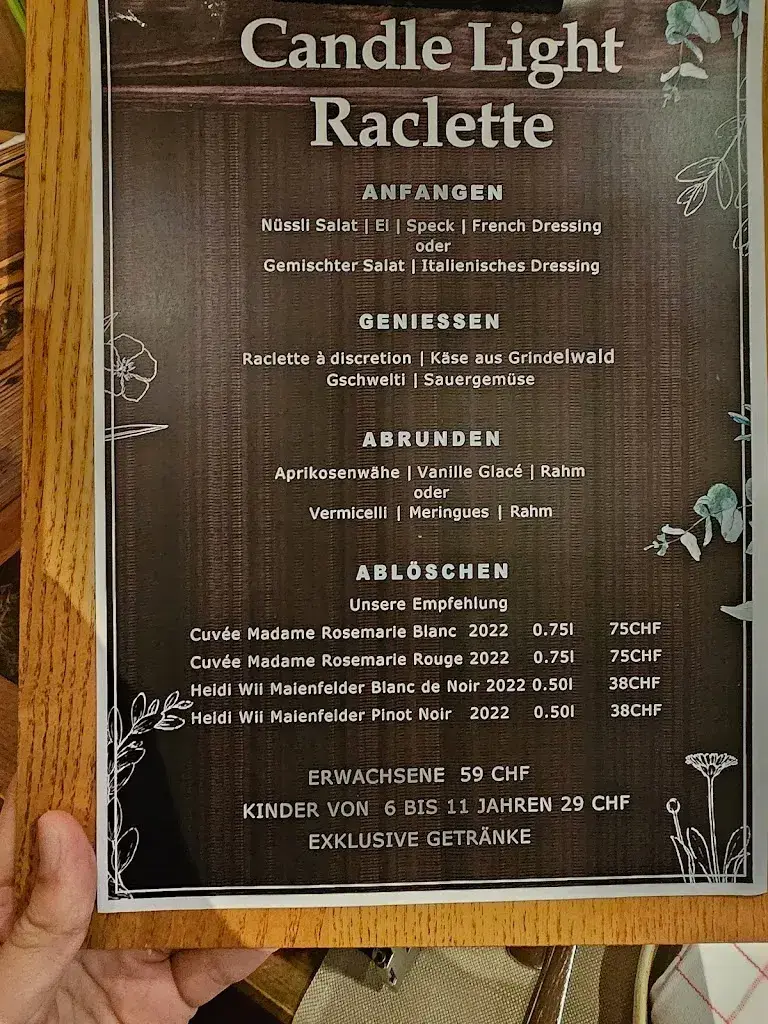 Candle Light
Raclette
ANFANGEN
Nüssli Salat | Ei | Speck | French Dressing
oder
Gemischter Salat | Italienisches Dressing
GENIESSEN
Raclette à discretion | Käse aus Grindelwald
Gschwelti | Sauergemüse
ABRUNDEN
Aprikosenwähe | Vanille Glacé | Rahm
oder
Vermicelli | Meringues | Rahm
ABLÖSCHEN
Unsere Empfehlung
Cuvée Madame Rosemarie Blanc 2022 0.75l 75CHF
Cuvée Madame Rosemarie Rouge 2022 0.75l 75CHF
Heidi Wii Maienfelder Blanc de Noir 2022 0.50l 38CHF
Heidi Wii Maienfelder Pinot Noir 2022 0.50l 38CHF
ERWACHSENE 59 CHF
KINDER VON 6 BIS 11 JAHREN 29 CHF
EXKLUSIVE GETRÄNKE